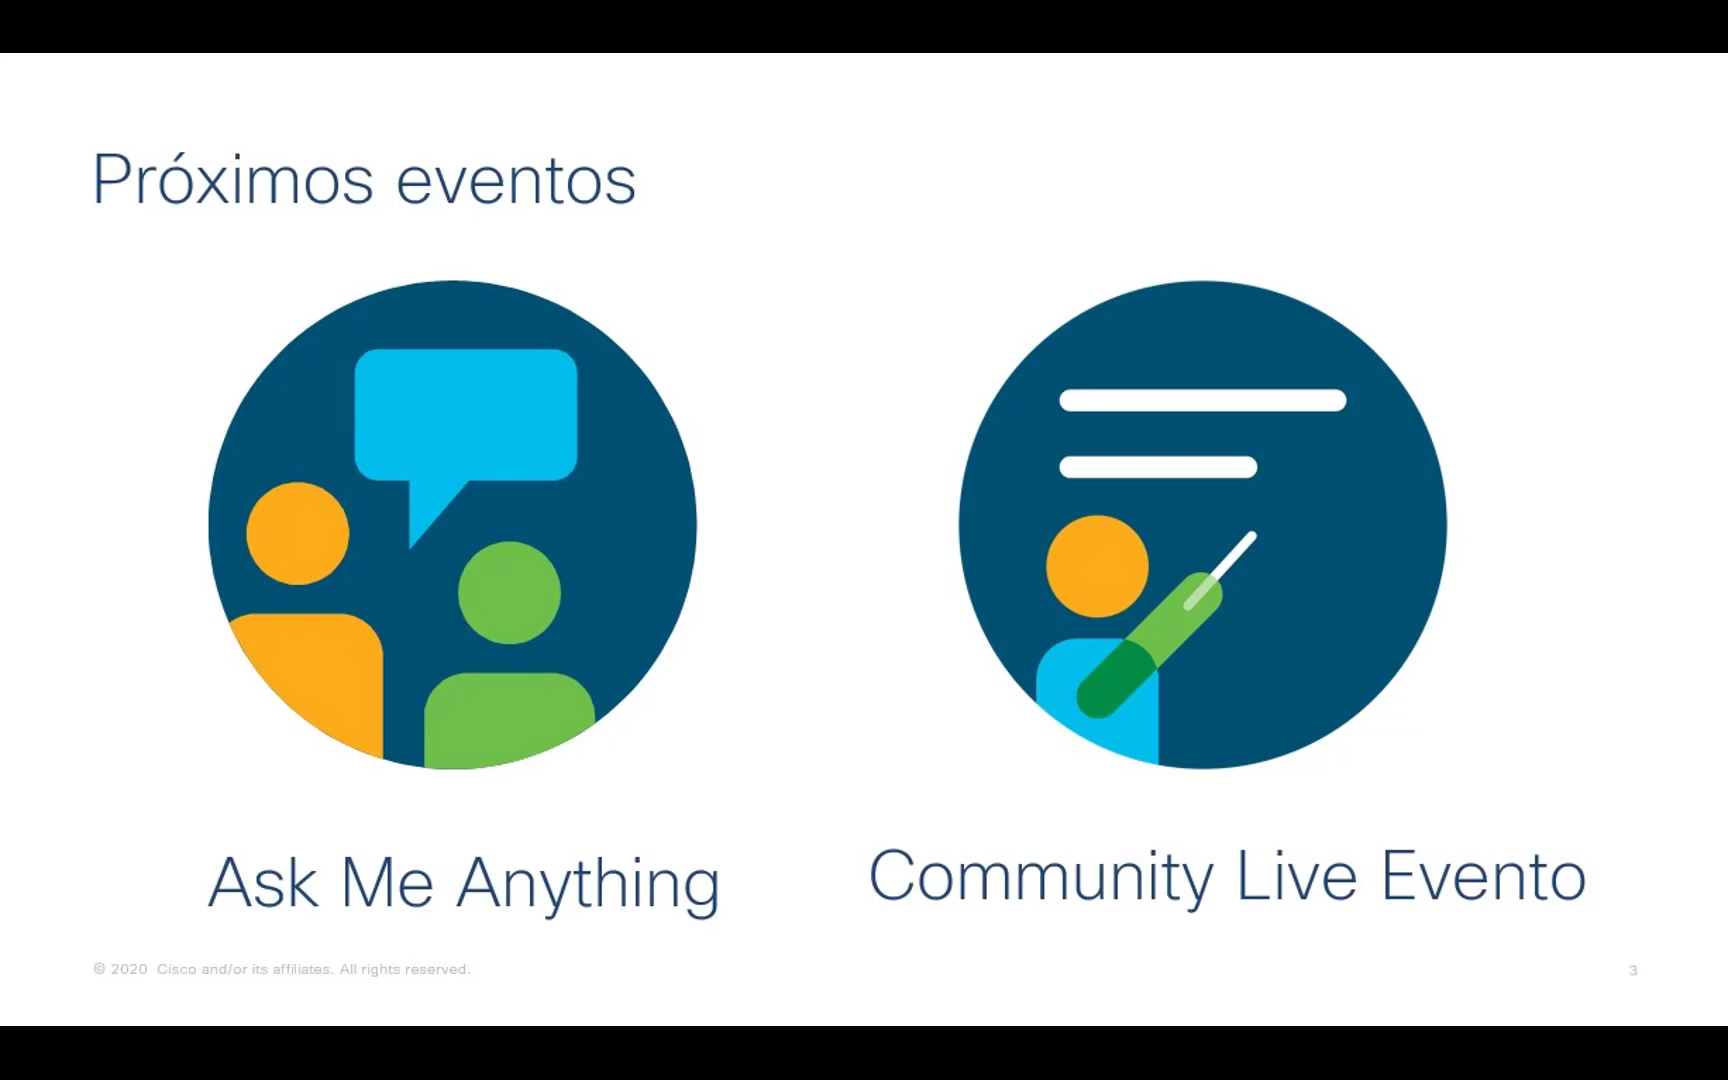 Próximos eventos
Ask Me Anything
Community Live Evento
© 2020 Cisco and/or its affiliates. All rights reserved.
3